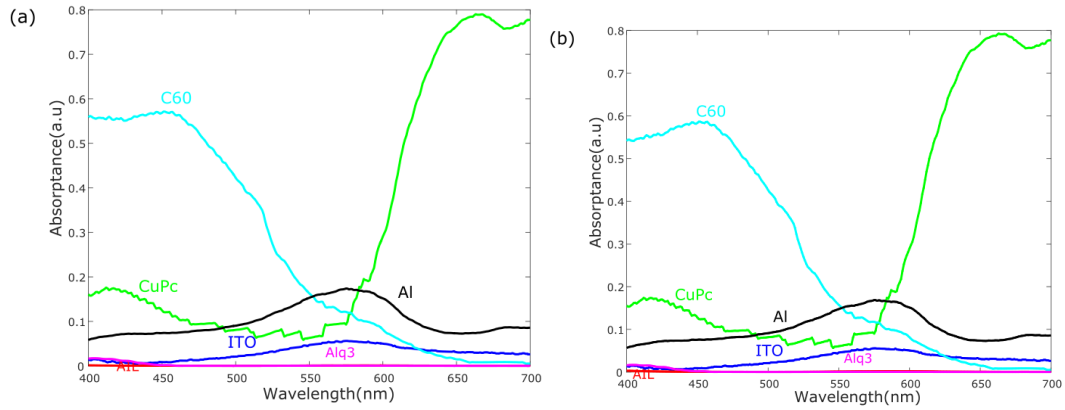 (a)
0.8
0.7
0.6
0.5
0.4
0.3
0.2
0.1
0
Absorptance(a.u)
C60
CuPc
Al
ITO
Alq3
AIL
400 450 500 550 600 650 700
Wavelength(nm)
(b)
0.8
0.7
0.6
0.5
0.4
0.3
0.2
0.1
0
Absorptance(a.u)
C60
CuPc
Al
ITO
Alq3
AIL
400 450 500 550 600 650 700
Wavelength(nm)